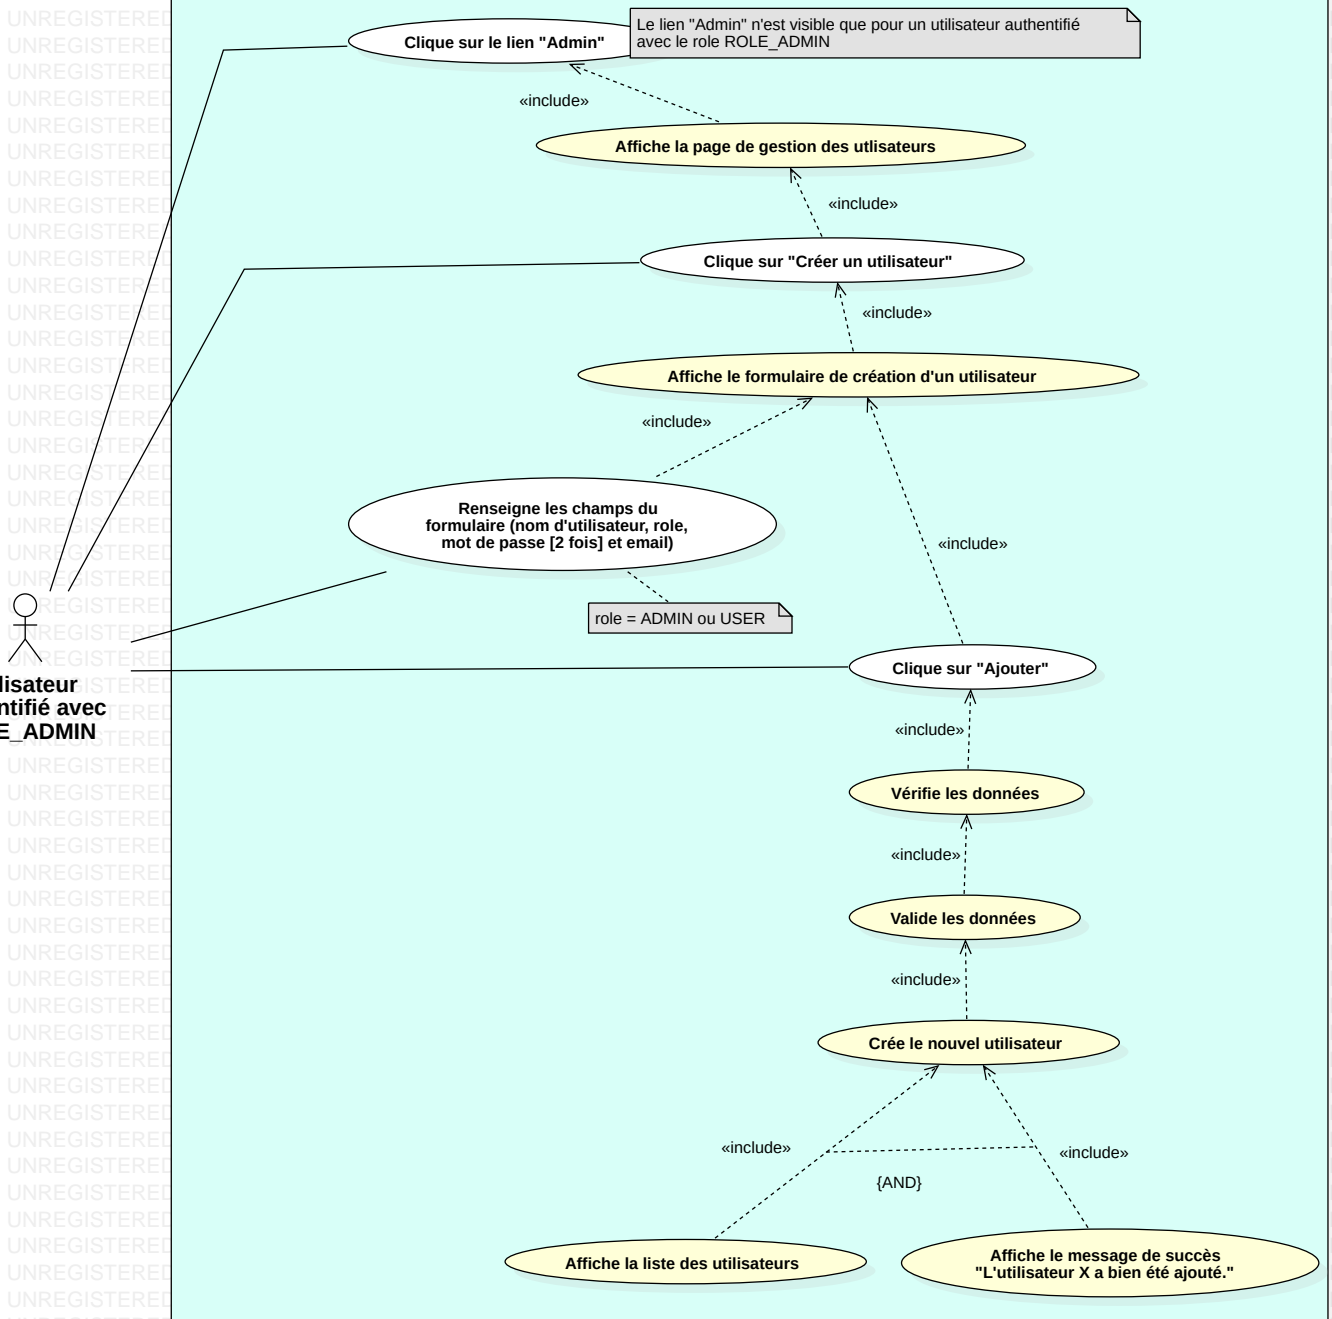 Clique sur le lien "Admin"
Le lien "Admin" n'est visible que pour un utilisateur authentifié
avec le role ROLE_ADMIN
«include»
Affiche la page de gestion des utlisateurs
«include»
Clique sur "Créer un utilisateur"
«include»
Affiche le formulaire de création d'un utilisateur
«include»
Renseigne les champs du
formulaire (nom d'utilisateur, role,
mot de passe [2 fois] et email)
«include»
role = ADMIN ou USER
Clique sur "Ajouter"
lisateur
ntifié avec
E_ADMIN
«include»
Vérifie les données
«include»
Valide les données
«include»
Crée le nouvel utilisateur
«include»
«include»
{AND}
Affiche la liste des utilisateurs
Affiche le message de succès
"L'utilisateur X a bien été ajouté."
UNREGISTERED